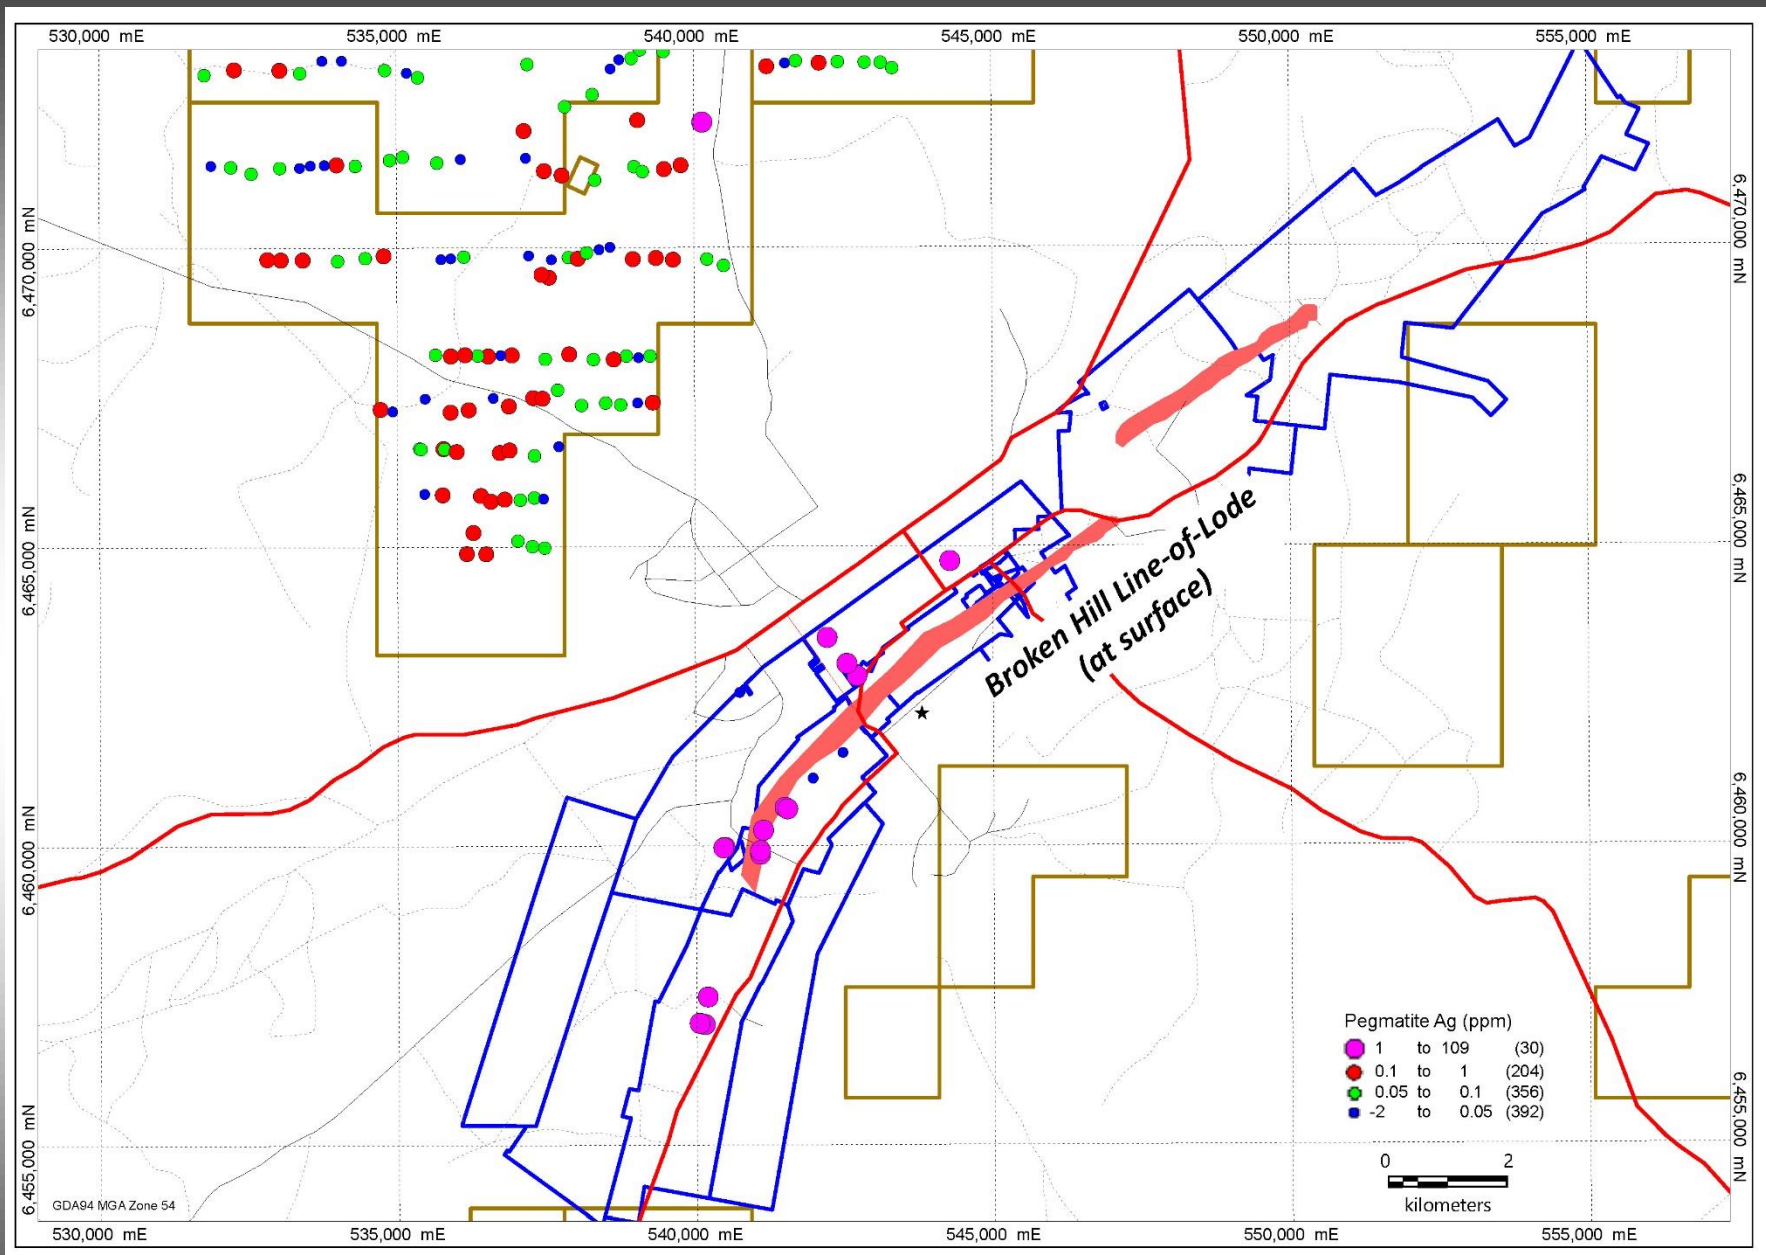 530,000 mE
535,000 mE
540,000 mE
545,000 mE
550,000 mE
555,000 mE
6,470,000 mN
6,470,000 mN
6,465,000 mN
6,465,000 mN
Broken Hill Line-of-Lode
(at surface)
6,460,000 mN
6,460,000 mN
Pegmatite Ag (ppm)
1 to 109 (30)
0.1 to 1 (204)
0.05 to 0.1 (356)
-2 to 0.05 (392)
6,455,000 mN
6,455,000 mN
0 2
kilometers
GDA94 MGA Zone 54
530,000 mE
535,000 mE
540,000 mE
545,000 mE
550,000 mE
555,000 mE